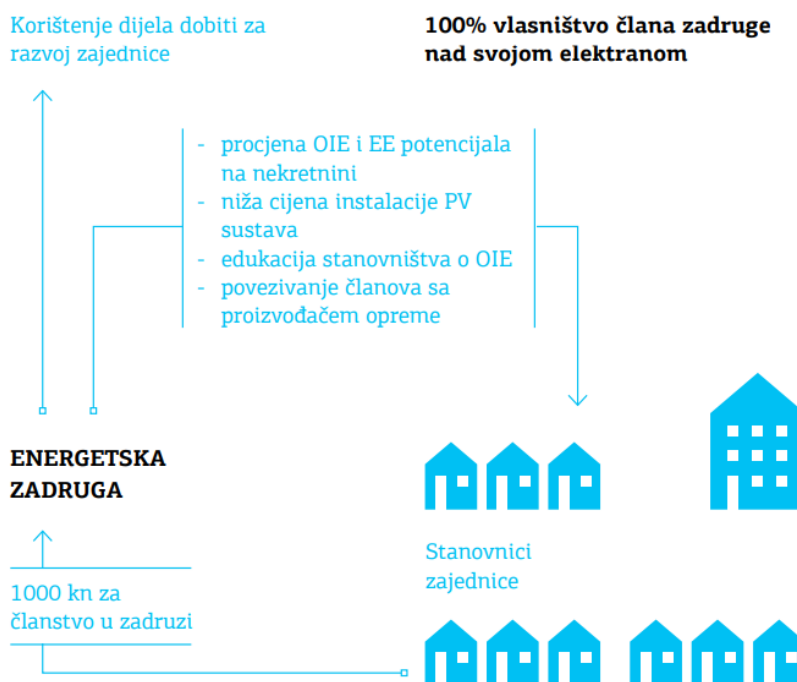 Korištenje dijela dobiti za
razvoj zajednice
100% vlasništvo člana zadruge
nad svojom elektranom
- procjena OIE i EE potencijala
na nekretnini
- niža cijena instalacije PV
sustava
- edukacija stanovništva o OIE
- povezivanje članova sa
proizvođačem opreme
ENERGETSKA
ZADRUGA
Stanovnici
zajednice
1000 kn za
članstvo u zadruzi